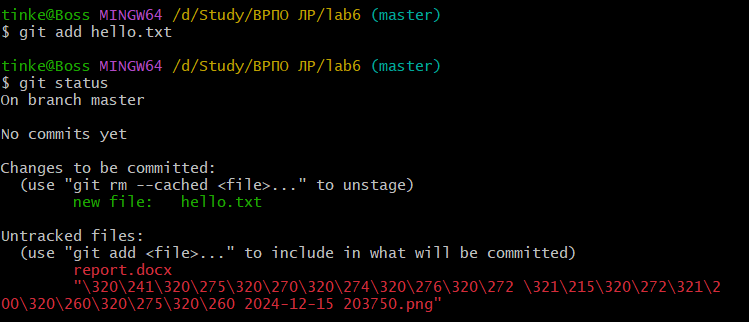 tinke@Boss MINGW64 /d/Study/ВРПО ЛР/lab6 (master)
$ git add hello.txt
tinke@Boss MINGW64 /d/Study/ВРПО ЛР/lab6 (master)
$ git status
On branch master
No commits yet
Changes to be committed:
(use "git rm --cached <file>..." to unstage)
new file:   hello.txt
Untracked files:
(use "git add <file>..." to include in what will be committed)
report.docx
"\320\241\320\275\320\270\320\274\320\276\320\272 \321\215\320\272\321\2
00\320\260\320\275\320\260 2024-12-15 203750.png"